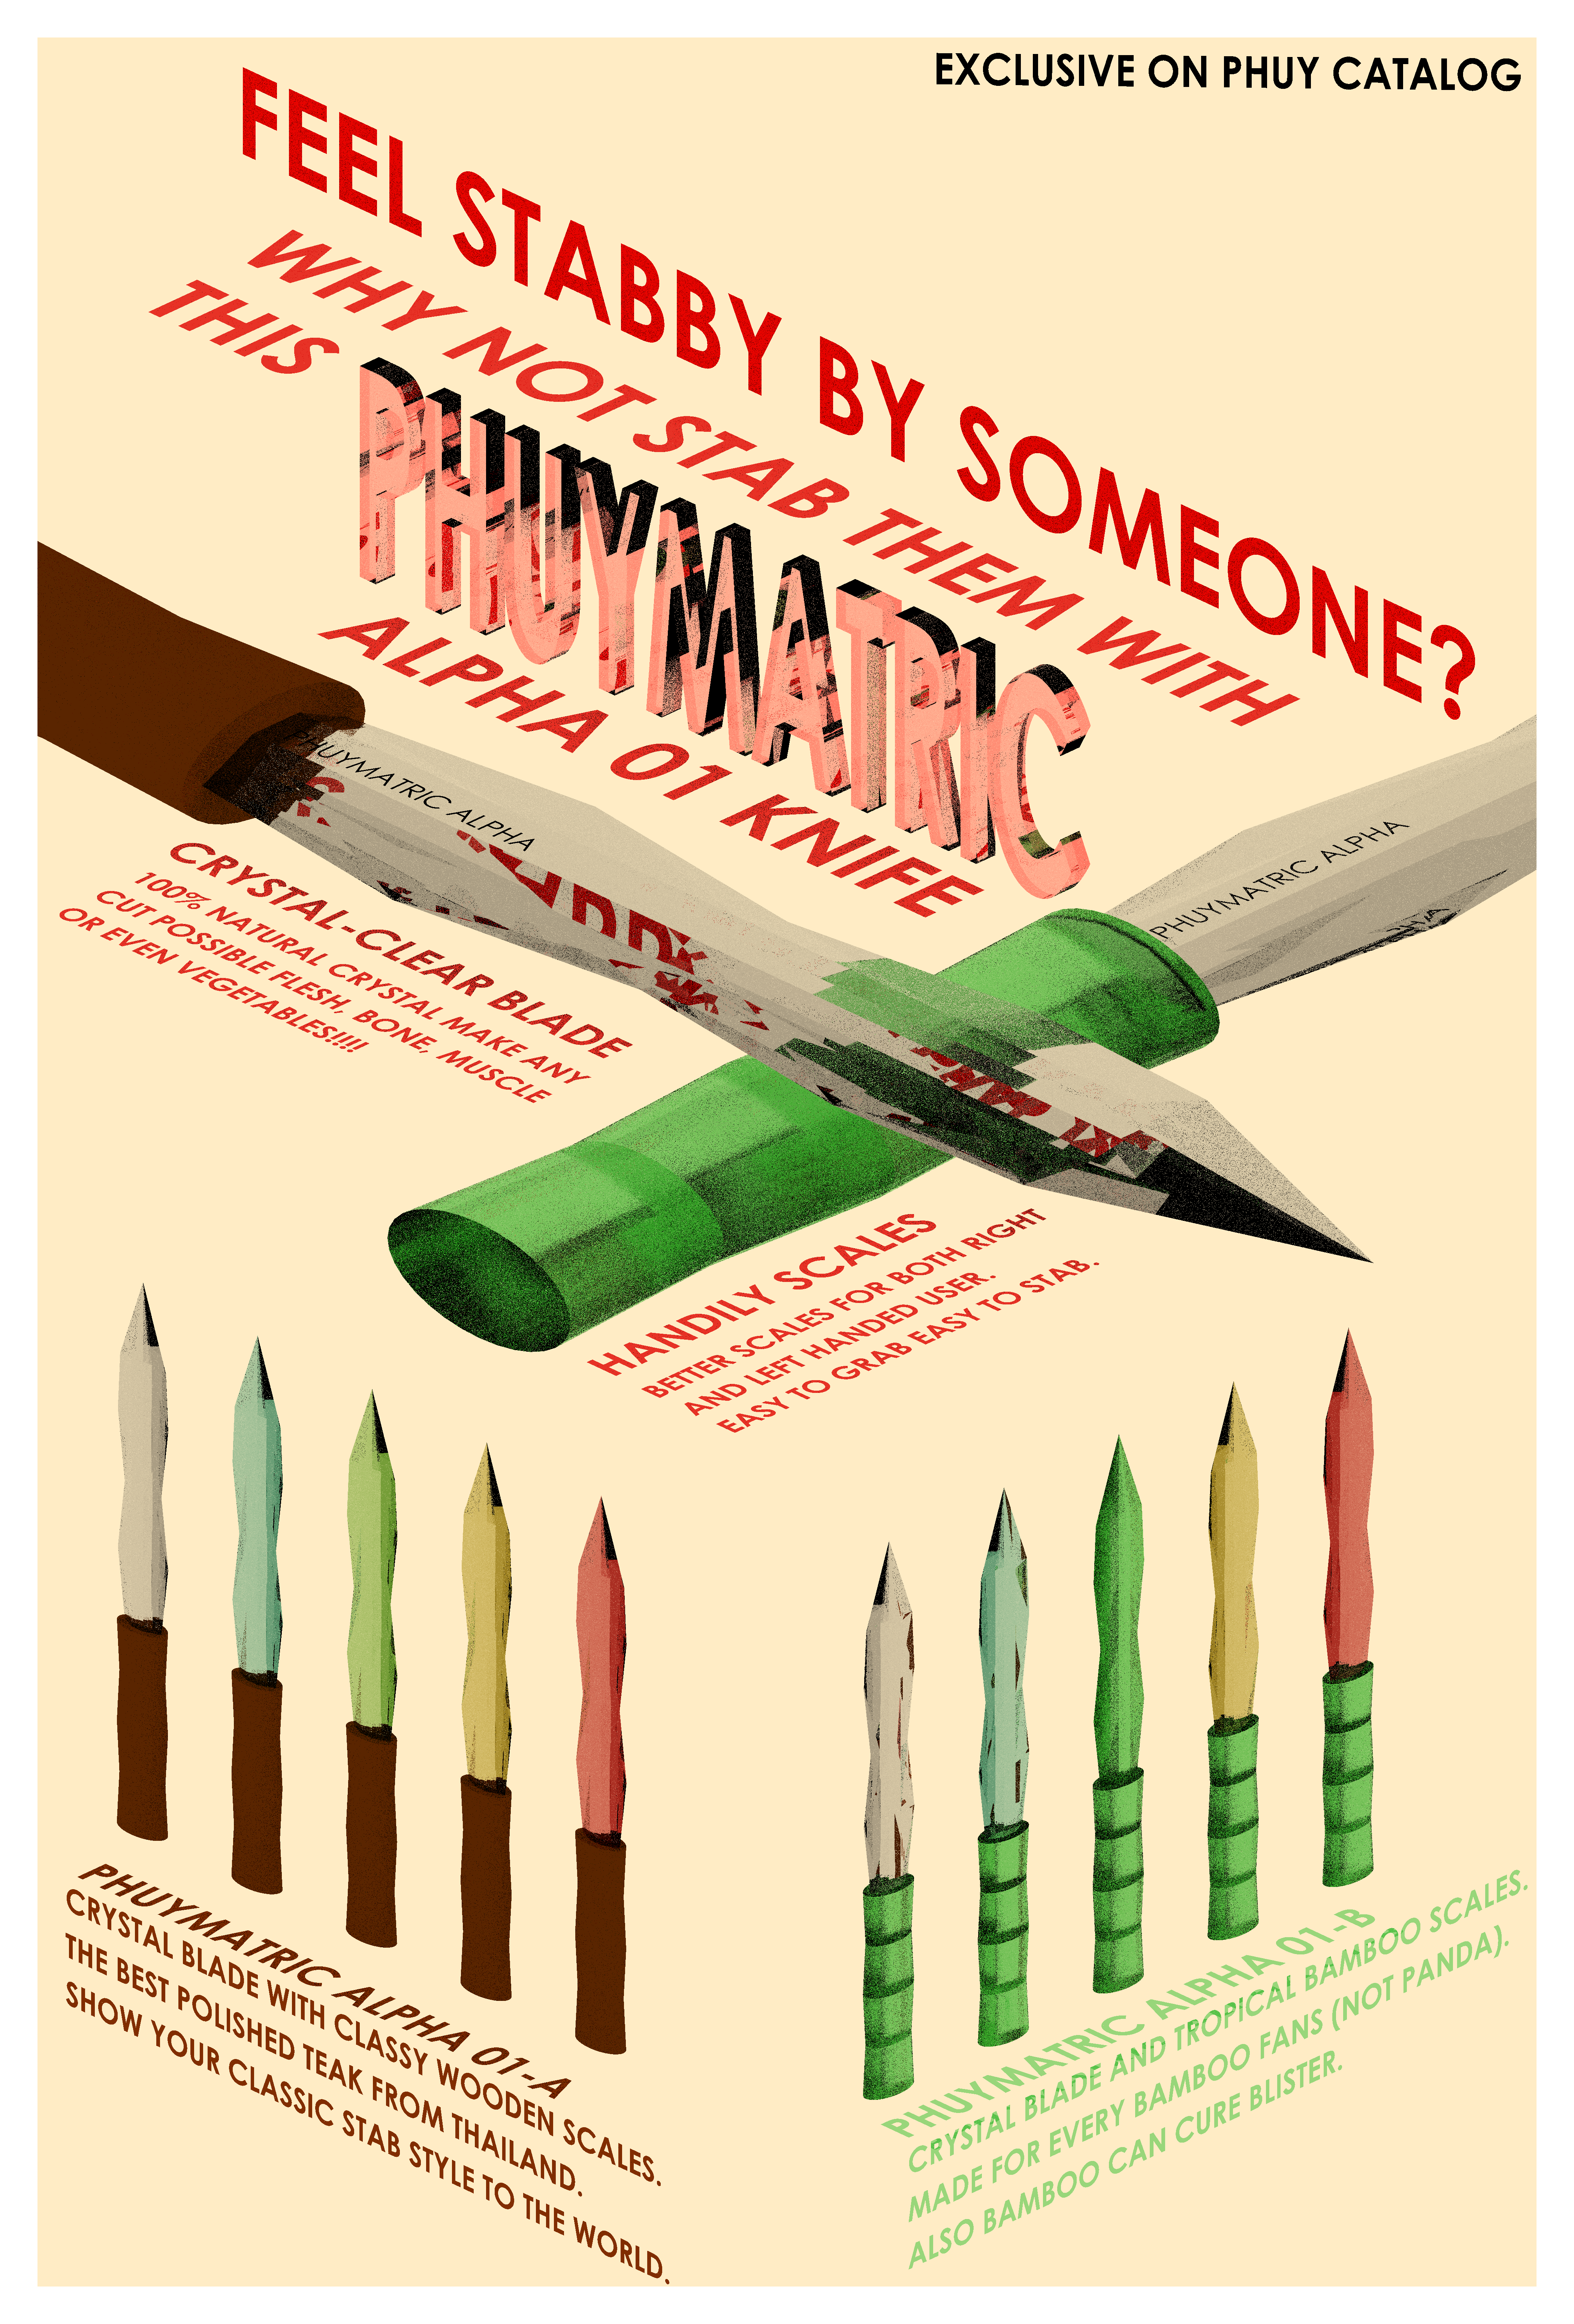 EXCLUSIVE ON PHUY CATALOG
FEEL STABBY BY SOMEONE?
WHY NOT STAB THEM WITH
THIS PHUYMATRIC
ALPHA 01 KNIFE
PHUYMATRIC ALPHA
PHUYMATRIC ALPHA
CRYSTAL-CLEAR BLADE
100% NATURAL CRYSTAL MAKE ANY
CUT POSSIBLE FLESH, BONE, MUSCLE
OR EVEN VEGETABLES!!!!
HANDILY SCALES
BETTER SCALES FOR BOTH RIGHT
AND LEFT HANDED USER.
EASY TO GRAB EASY TO STAB.
PHUYMATRIC ALPHA 01-A
CRYSTAL BLADE WITH CLASSY WOODEN SCALES.
THE BEST POLISHED TEAK FROM THAILAND.
SHOW YOUR CLASSIC STAB STYLE TO THE WORLD.
PHUYMATRIC ALPHA 01-B
CRYSTAL BLADE AND TROPICAL BAMBOO SCALES.
MADE FOR EVERY BAMBOO FANS (NOT PANDA).
ALSO BAMBOO CAN CURE BLISTER.